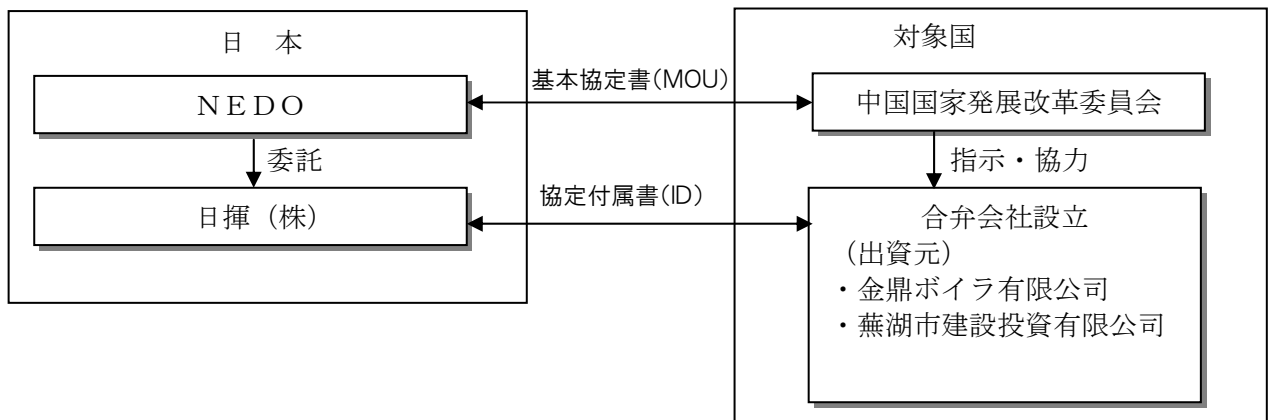 日 本
対象国
基本協定書(MOU)
ＮＥＤＯ
中国国家発展改革委員会
委託
指示・協力
協定付属書(ID)
日揮（株）
合弁会社設立
（出資元）
・金鼎ボイラ有限公司
・蕪湖市建設投資有限公司